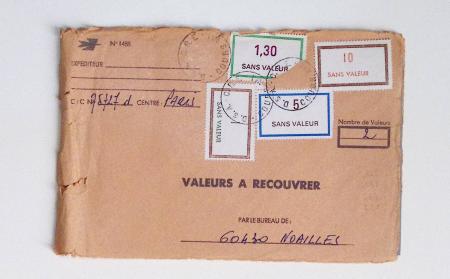 N° 1488
EXPEDITEUR
C/C N° CENTRE: Paris
1,30
SANS VALEUR
10
SANS VALEUR
SANS VALEUR
5
SANS VALEUR
Nombre de Valeurs
2
VALEURS A RECOUVRER
PAR LE BUREAU DE:
60430 NOAILLES